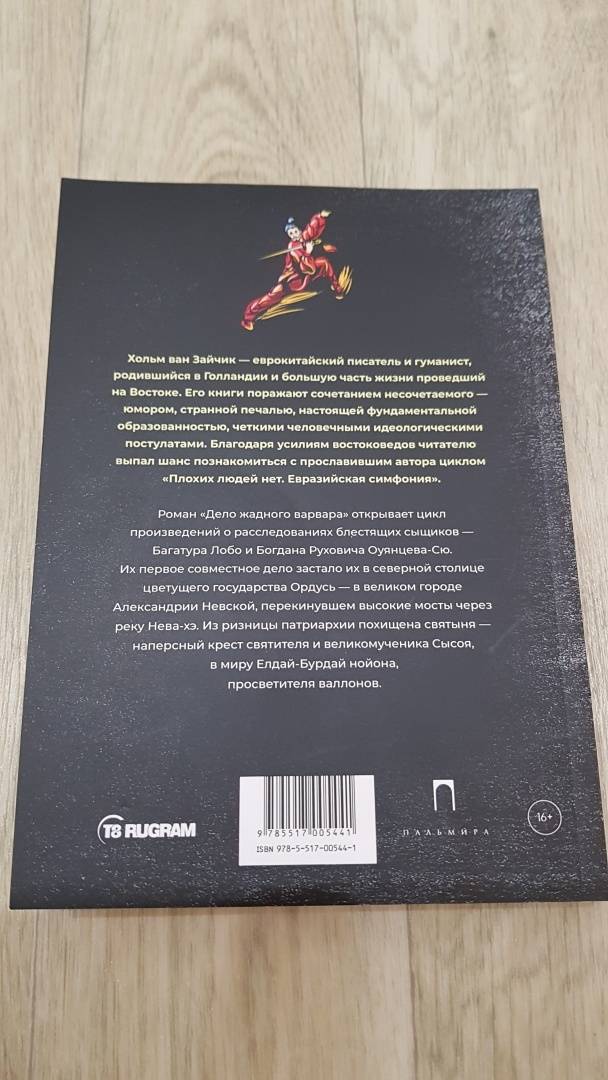 Хольм ван Зайчик — еврокитайский писатель и гуманист,
родившийся в Голландии и большую часть жизни проведший
на Востоке. Его книги поражают сочетанием несочетаемого —
юмором, странной печалью, настоящей фундаментальной
образованностью, четкими человечными идеологическими
постулатами. Благодаря усилиям востоковедов читателю
выпал шанс познакомиться с прославившим автора циклом
«Плохих людей нет. Евразийская симфония».
Роман «Дело жадного варвара» открывает цикл
произведений о расследованиях блестящих сыщиков —
Багатура Лобо и Богдана Руховича Оуянцева-Сю.
Их первое совместное дело застало их в северной столице
цветущего государства Ордусь — в великом городе
Александрии Невской, перекинувшем высокие мосты через
реку Нева-хэ. Из ризницы патриархии похищена святыня —
наперсный крест святителя и великомученика Сысоя,
в миру Елдай-Бурдай нойона,
просветителя валлонов.
T8 RUGRAM
9 785517 005441
ISBN 978-5-517-00544-1
ПАЛЬМИРА
16+